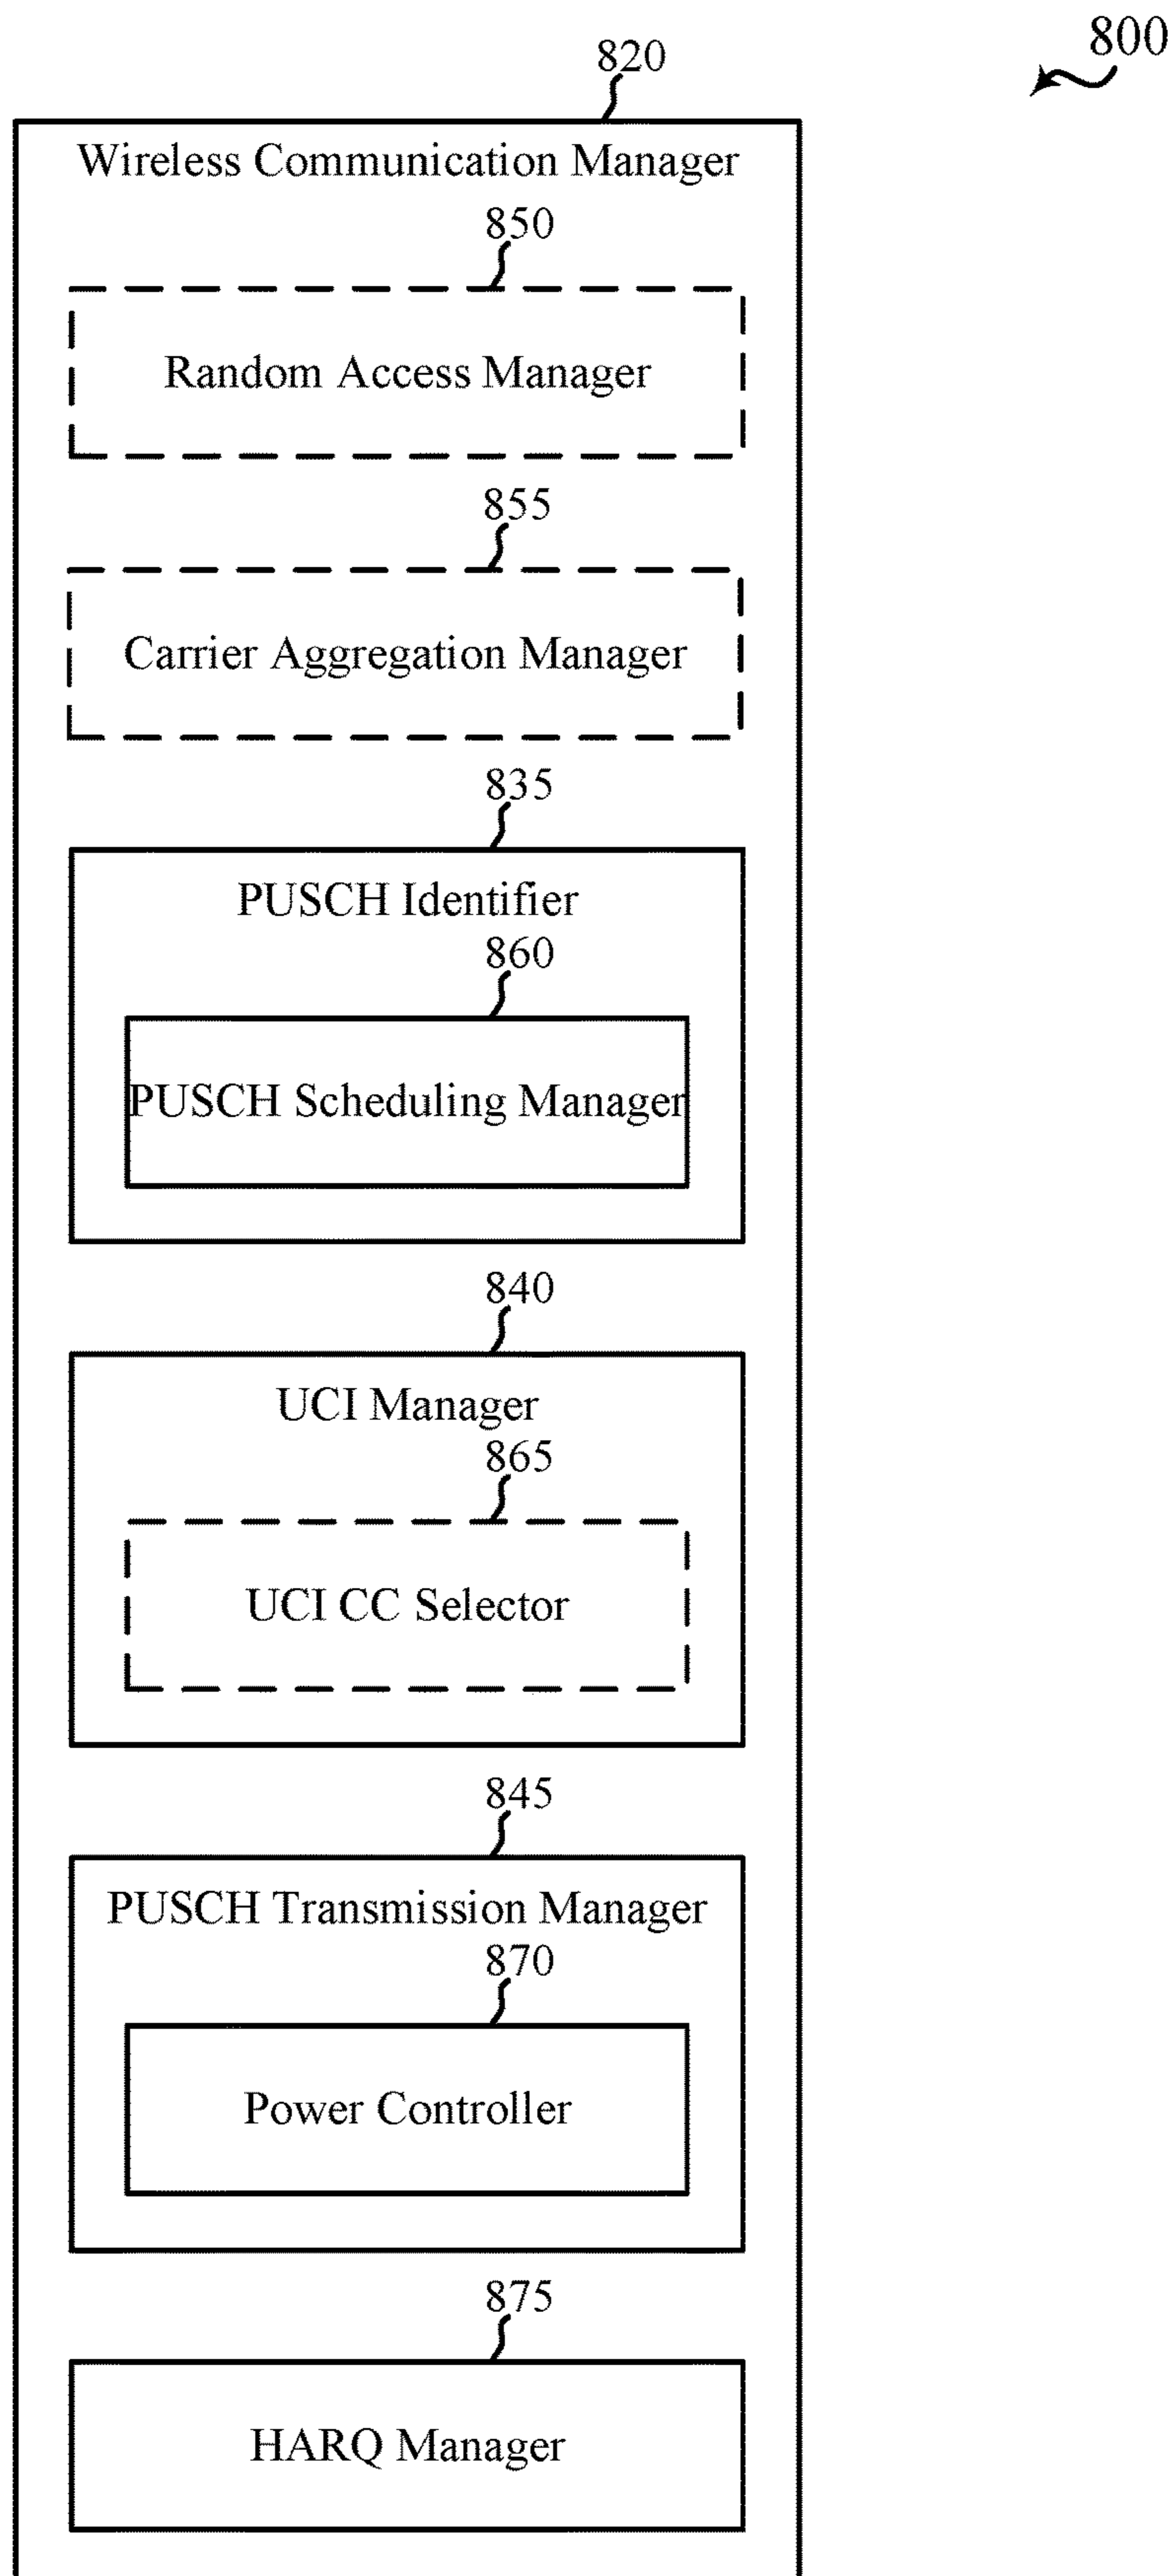 800
820
Wireless Communication Manager
850
Random Access Manager
855
Carrier Aggregation Manager
835
PUSCH Identifier
860
PUSCH Scheduling Manager
840
UCI Manager
865
UCI CC Selector
845
PUSCH Transmission Manager
870
Power Controller
875
HARQ Manager